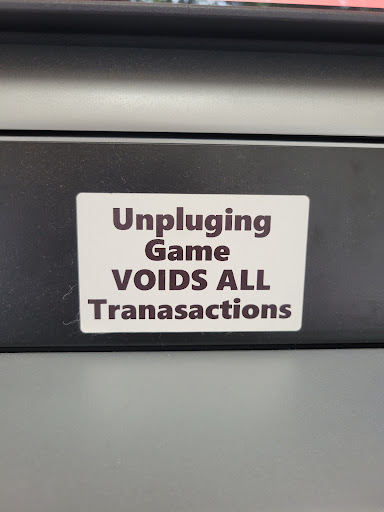 Unpluging
Game
VOIDS ALL
Tranasactions